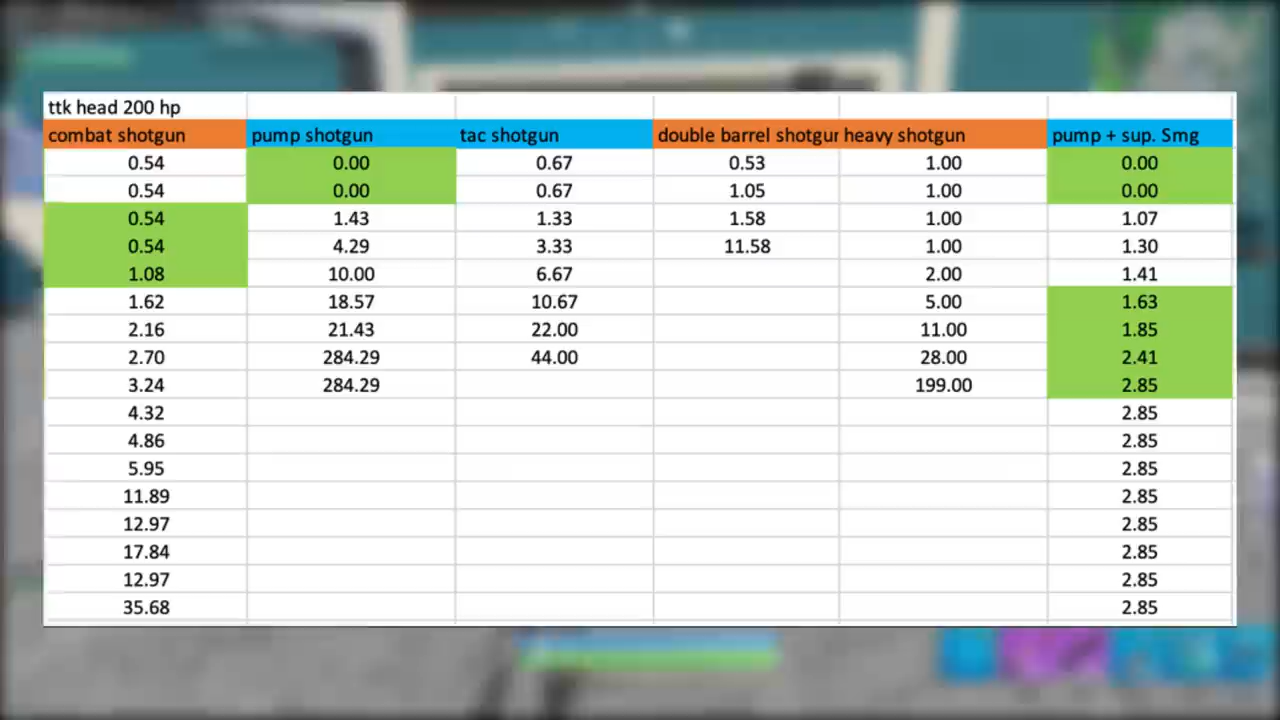 ttk head 200 hp
combat shotgun pump shotgun tac shotgun double barrel shotgur heavy shotgun pump + sup. Smg
0.54 0.00 0.67 0.53 1.00 0.00
0.54 0.00 0.67 1.05 1.00 0.00
0.54 1.43 1.33 1.58 1.00 1.07
0.54 4.29 3.33 11.58 1.00 1.30
1.08 10.00 6.67 2.00 1.41
1.62 18.57 10.67 5.00 1.63
2.16 21.43 22.00 11.00 1.85
2.70 284.29 44.00 28.00 2.41
3.24 284.29 199.00 2.85
4.32 2.85
4.86 2.85
5.95 2.85
11.89 2.85
12.97 2.85
17.84 2.85
12.97 2.85
35.68 2.85